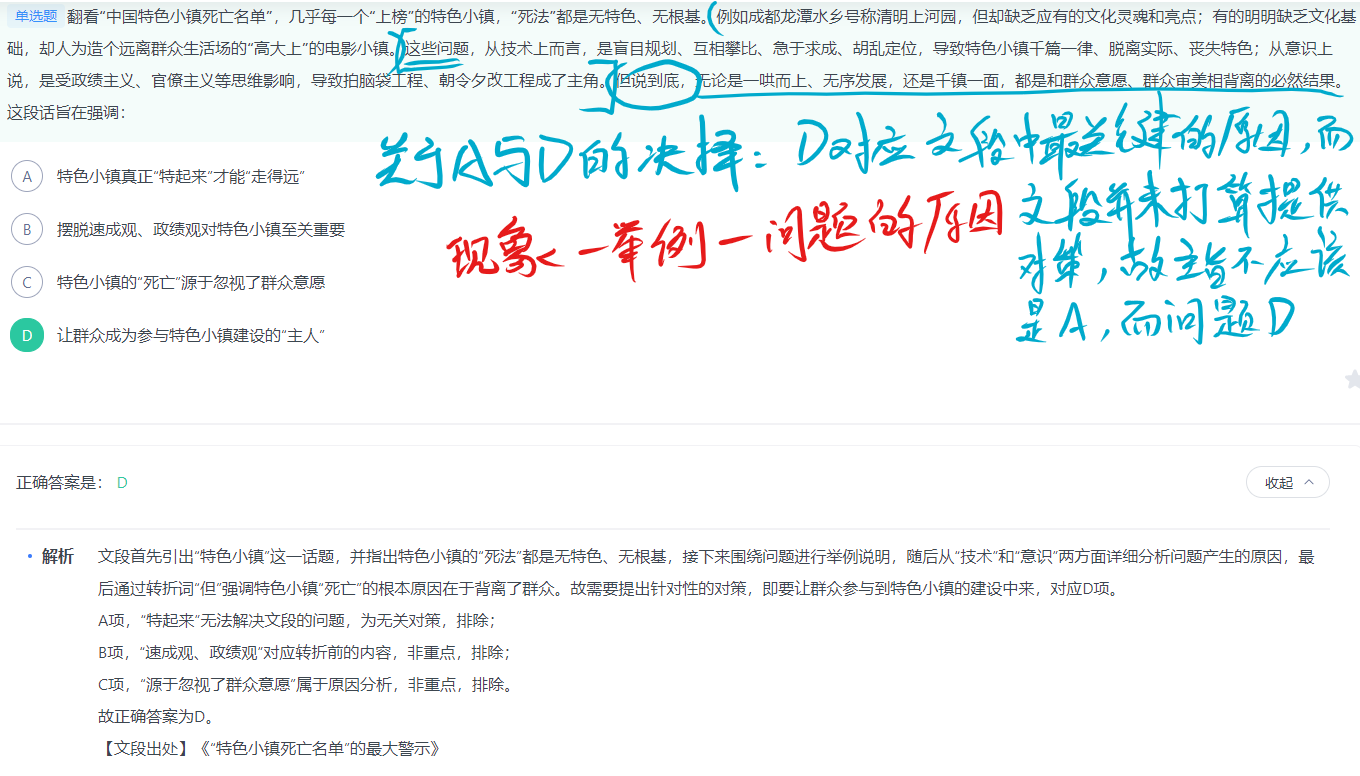 单选题 翻看“中国特色小镇死亡名单”，几乎每一个“上榜”的特色小镇，“死法”都是无特色、无根基。例如成都龙潭水乡号称清明上河园，但却缺乏应有的文化灵魂和亮点；有的明明缺乏文化基
础，却人为造个远离群众生活场的“高大上”的电影小镇。这些问题，从技术上而言，是盲目规划、互相攀比、急于求成、胡乱定位，导致特色小镇千篇一律、脱离实际、丧失特色；从意识上
说，是受政绩主义、官僚主义等思维影响，导致拍脑袋工程、朝令夕改工程成了主角。但说到底，无论是一哄而上、无序发展，还是千镇一面，都是和群众意愿、群众审美相背离的必然结果。
这段话旨在强调：
关于A与D的决择：D对应文段中最关键的原因，而
文段并未打算提供
对策，故主旨不应该
是A，而问题D
现象<一举例一问题的原因
A 特色小镇真正“特起来”才能“走得远”
B 摆脱速成观、政绩观对特色小镇至关重要
C 特色小镇的“死亡”源于忽视了群众意愿
D 让群众成为参与特色小镇建设的“主人”
正确答案是： D
收起
解析 文段首先引出“特色小镇”这一话题，并指出特色小镇的“死法”都是无特色、无根基，接下来围绕问题进行举例说明，随后从“技术”和“意识”两方面详细分析问题产生的原因，最
后通过转折词“但”强调特色小镇“死亡”的根本原因在于背离了群众。故需要提出针对性的对策，即要让群众参与到特色小镇的建设中来，对应D项。
A项，“特起来”无法解决文段的问题，为无关对策，排除；
B项，“速成观、政绩观”对应转折前的内容，非重点，排除；
C项，“源于忽视了群众意愿”属于原因分析，非重点，排除。
故正确答案为D。
【文段出处】《“特色小镇死亡名单”的最大警示》